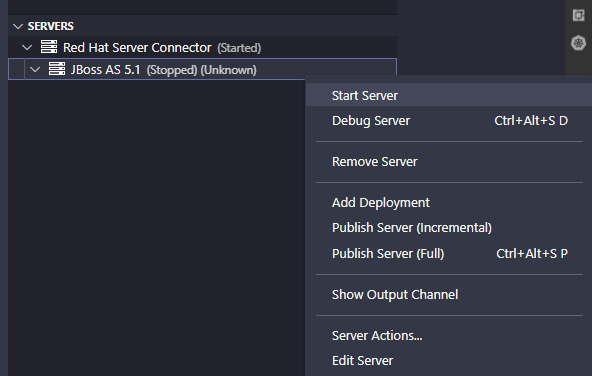 SERVERS
Red Hat Server Connector (Started)
JBoss AS 5.1 (Stopped) (Unknown)
Start Server
Debug Server Ctrl+Alt+S D
Remove Server
Add Deployment
Publish Server (Incremental)
Publish Server (Full) Ctrl+Alt+S P
Show Output Channel
Server Actions...
Edit Server